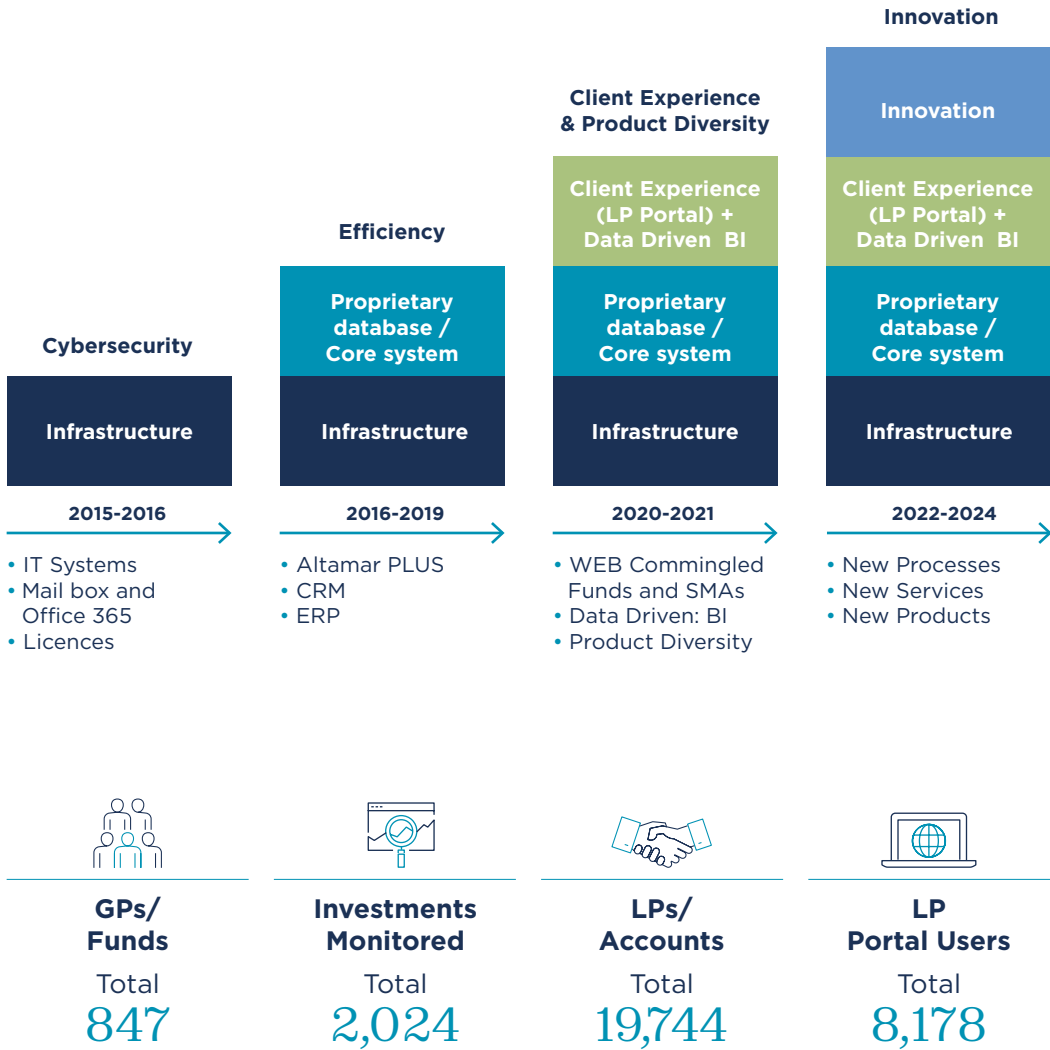 Cybersecurity
Infrastructure
2015-2016
• IT Systems
• Mail box and
Office 365
• Licences
Efficiency
Proprietary
database /
Core system
Infrastructure
2016-2019
• Altamar PLUS
• CRM
• ERP
Client Experience
& Product Diversity
Client Experience
(LP Portal) +
Data Driven BI
Proprietary
database /
Core system
Infrastructure
2020-2021
• WEB Commingled
Funds and SMAs
• Data Driven: BI
• Product Diversity
Innovation
Innovation
Client Experience
(LP Portal) +
Data Driven BI
Proprietary
database /
Core system
Infrastructure
2022-2024
• New Processes
• New Services
• New Products
GPs/
Funds
Total
847
Investments
Monitored
Total
2,024
LPs/
Accounts
Total
19,744
LP
Portal Users
Total
8,178